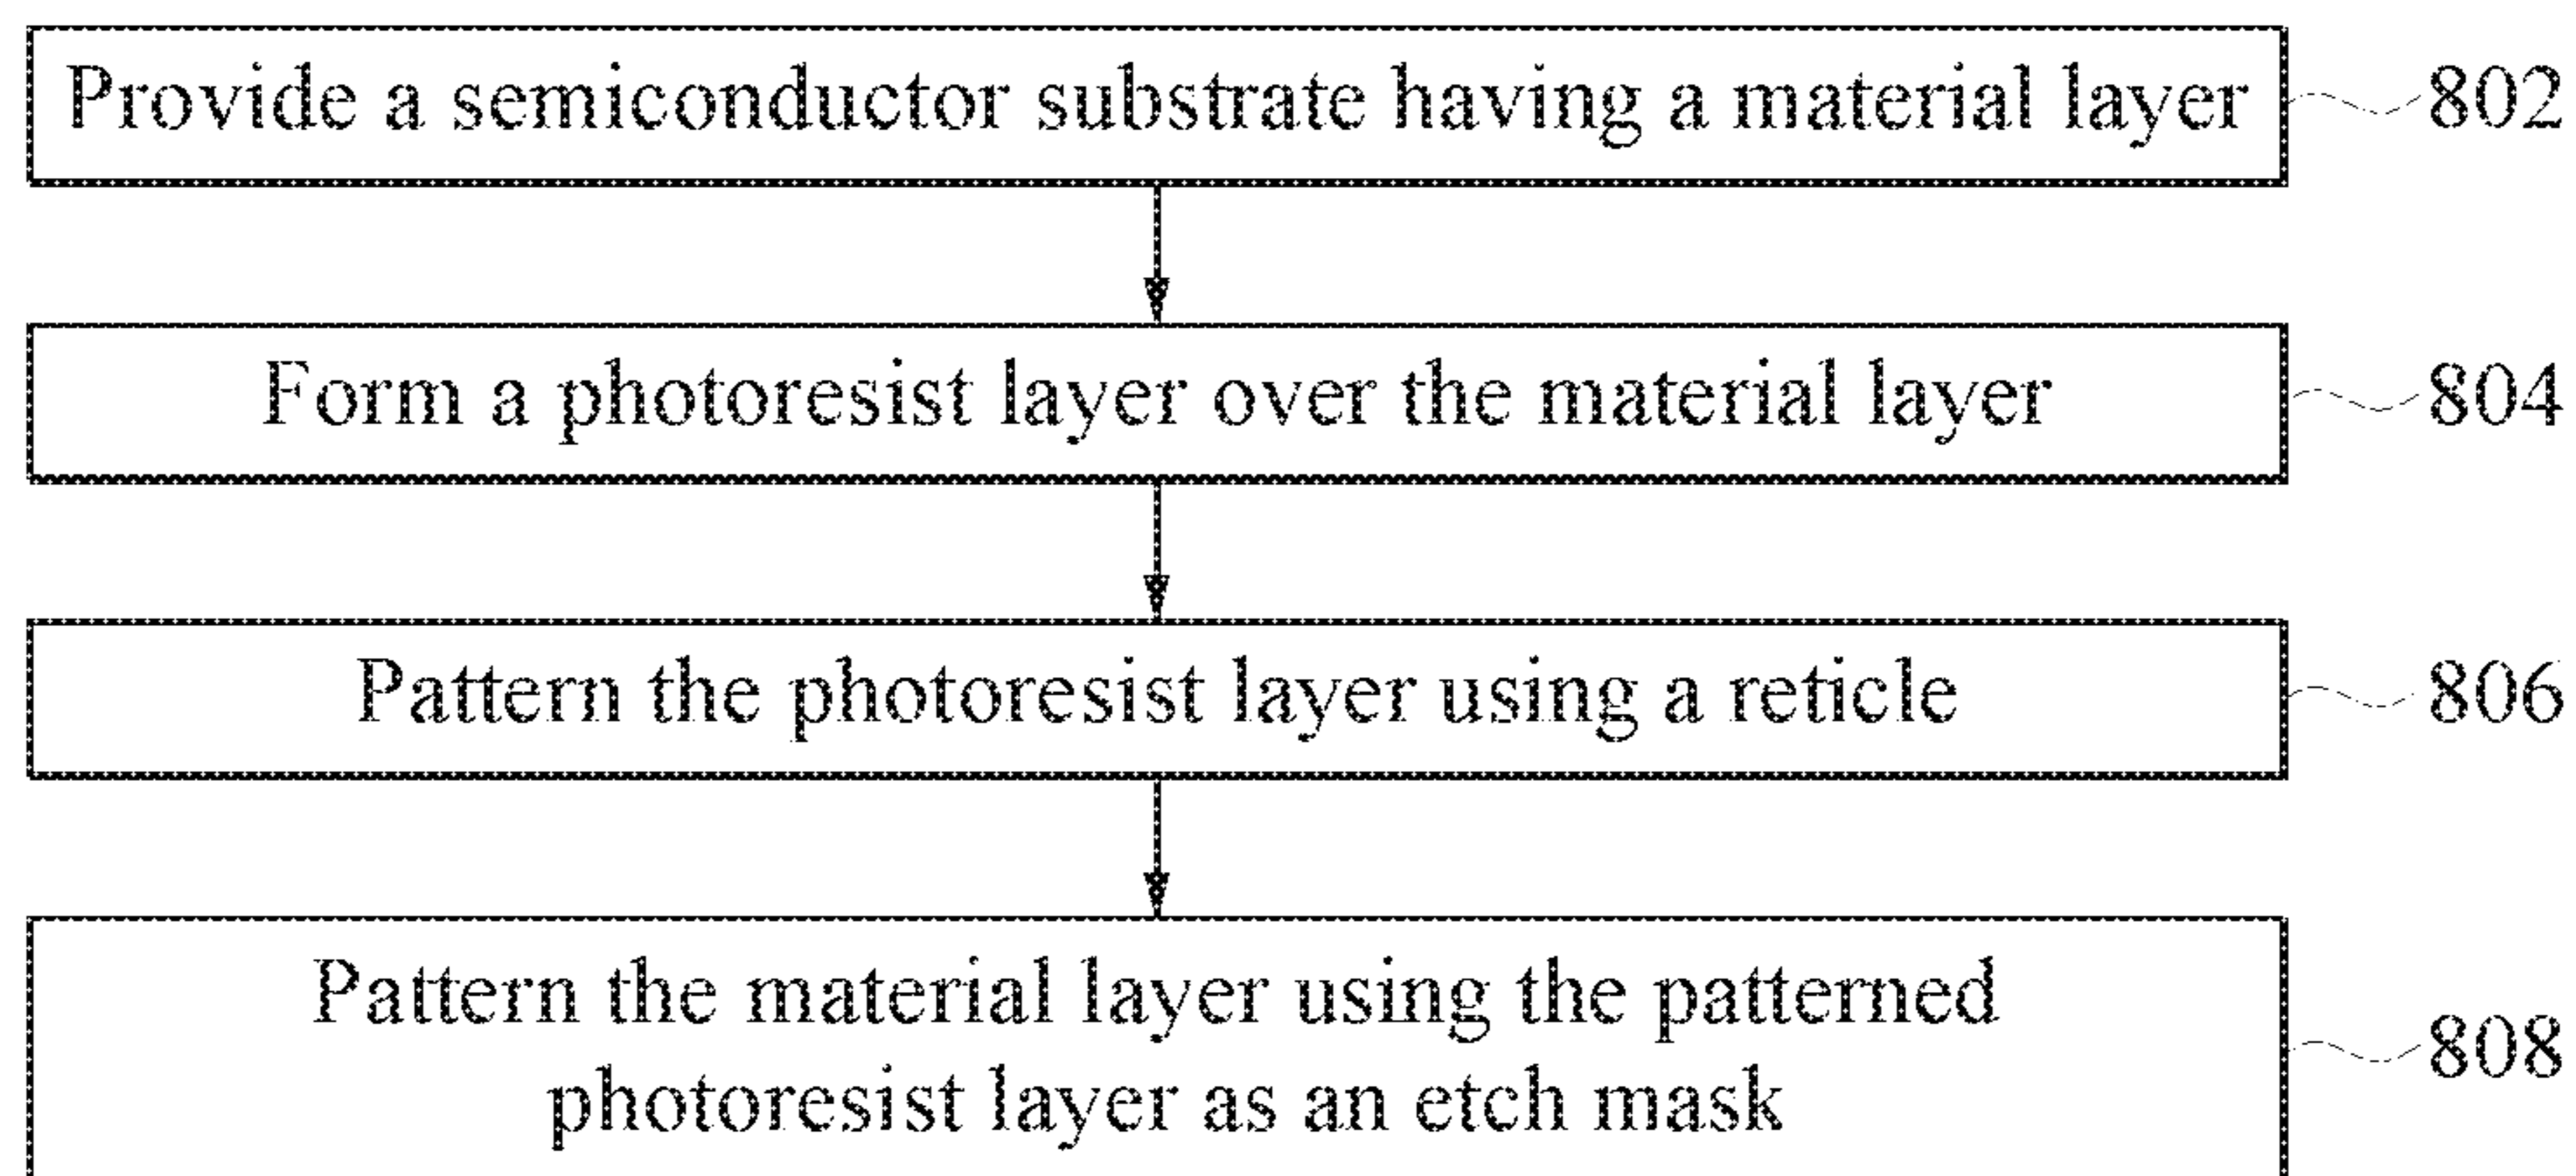 Provide a semiconductor substrate having a material layer 802
Form a photoresist layer over the material layer 804
Pattern the photoresist layer using a reticle 806
Pattern the material layer using the patterned
photoresist layer as an etch mask 808